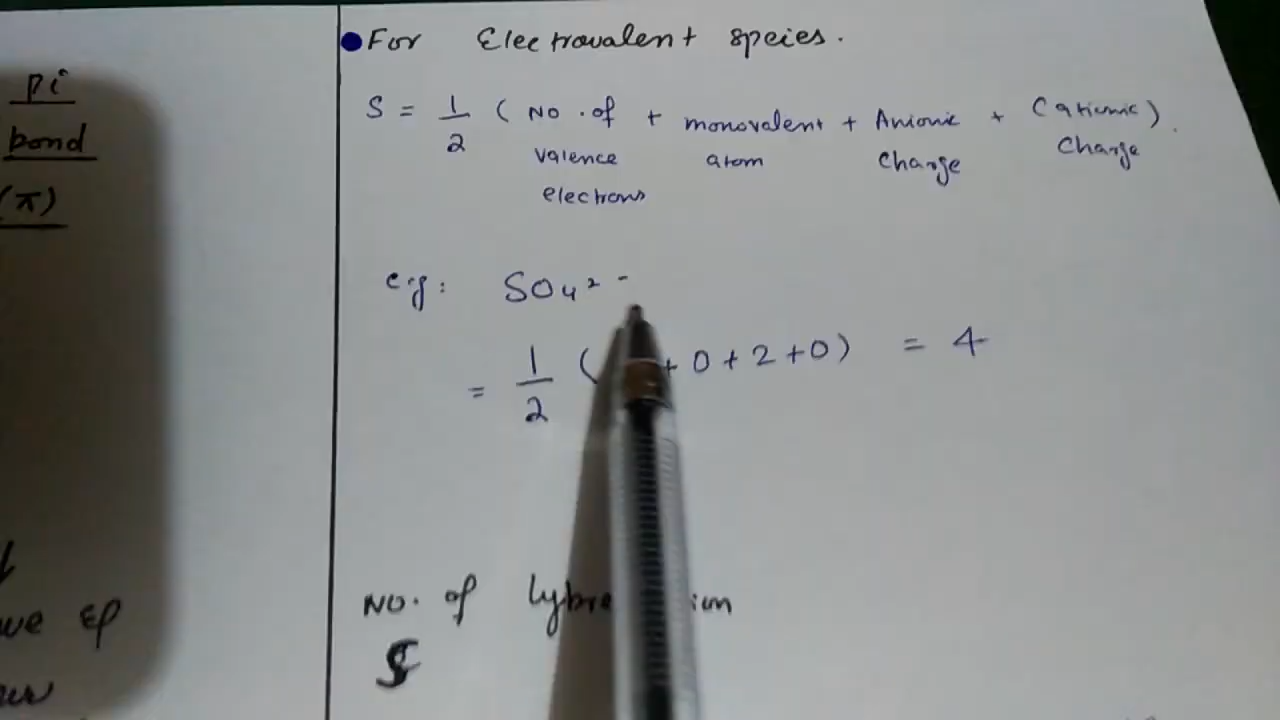 pi
bond
(π)
we ep
For Electrovalent speies.
S = 1/2 ( No. of + monovalent + Anionic + Cationic)
valence atom charge charge
electrons
e.g: SO₄²⁻
= 1/2 ( + 0 + 2 + 0) = 4
No. of
S